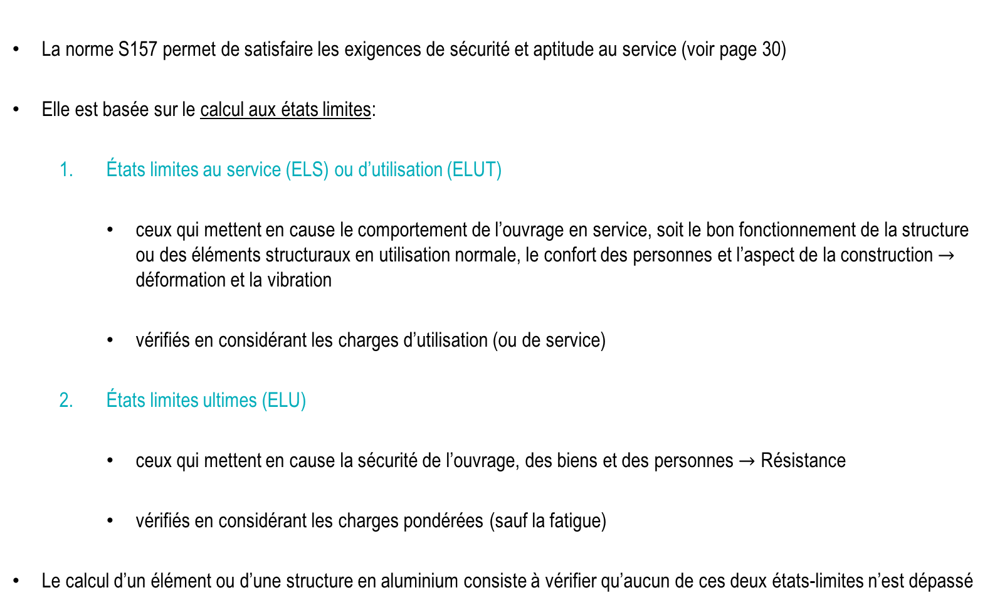 • La norme S157 permet de satisfaire les exigences de sécurité et aptitude au service (voir page 30)
• Elle est basée sur le calcul aux états limites:
1. États limites au service (ELS) ou d’utilisation (ELUT)
• ceux qui mettent en cause le comportement de l’ouvrage en service, soit le bon fonctionnement de la structure
ou des éléments structuraux en utilisation normale, le confort des personnes et l’aspect de la construction →
déformation et la vibration
• vérifiés en considérant les charges d’utilisation (ou de service)
2. États limites ultimes (ELU)
• ceux qui mettent en cause la sécurité de l’ouvrage, des biens et des personnes → Résistance
• vérifiés en considérant les charges pondérées (sauf la fatigue)
• Le calcul d’un élément ou d’une structure en aluminium consiste à vérifier qu’aucun de ces deux états-limites n’est dépassé